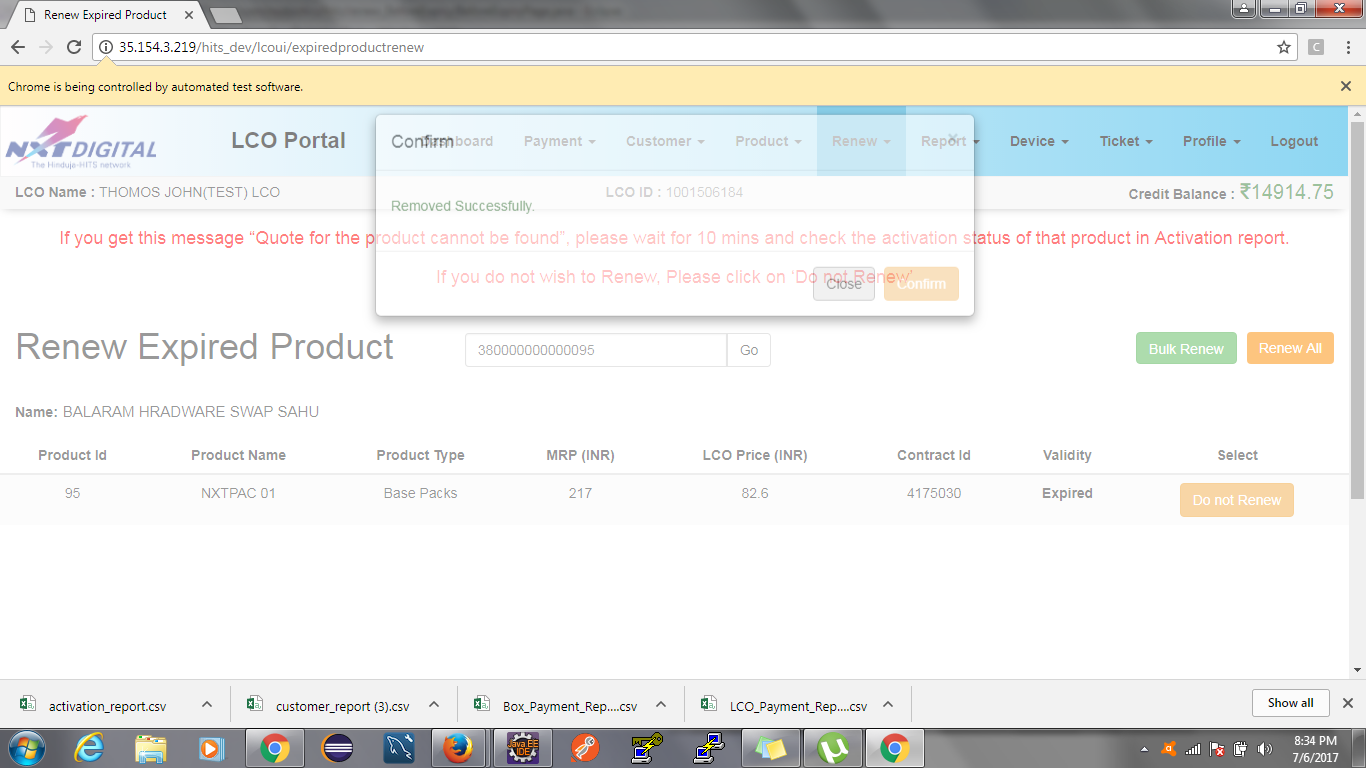 Renew Expired Product
35.154.3.219/hits_dev/lcoui/expiredproductrenew
C
Chrome is being controlled by automated test software.
NXTDIGITAL
The Hinduja-HITS network
LCO Portal
Dashboard Payment Customer Product Renew Report Device Ticket Profile Logout
Confirm
LCO Name : THOMOS JOHN(TEST) LCO LCO ID : 1001506184 Credit Balance : ₹14914.75
Removed Successfully.
If you get this message “Quote for the product cannot be found”, please wait for 10 mins and check the activation status of that product in Activation report.
If you do not wish to Renew, Please click on ‘Do not Renew’
Close Confirm
Renew Expired Product 380000000000095 Go Bulk Renew Renew All
Name: BALARAM HRADWARE SWAP SAHU
Product Id Product Name Product Type MRP (INR) LCO Price (INR) Contract Id Validity Select
95 NXTPAC 01 Base Packs 217 82.6 4175030 Expired Do not Renew
activation_report.csv customer_report (3).csv Box_Payment_Rep....csv LCO_Payment_Rep....csv Show all
Java EE
IDE
8:34 PM
7/6/2017